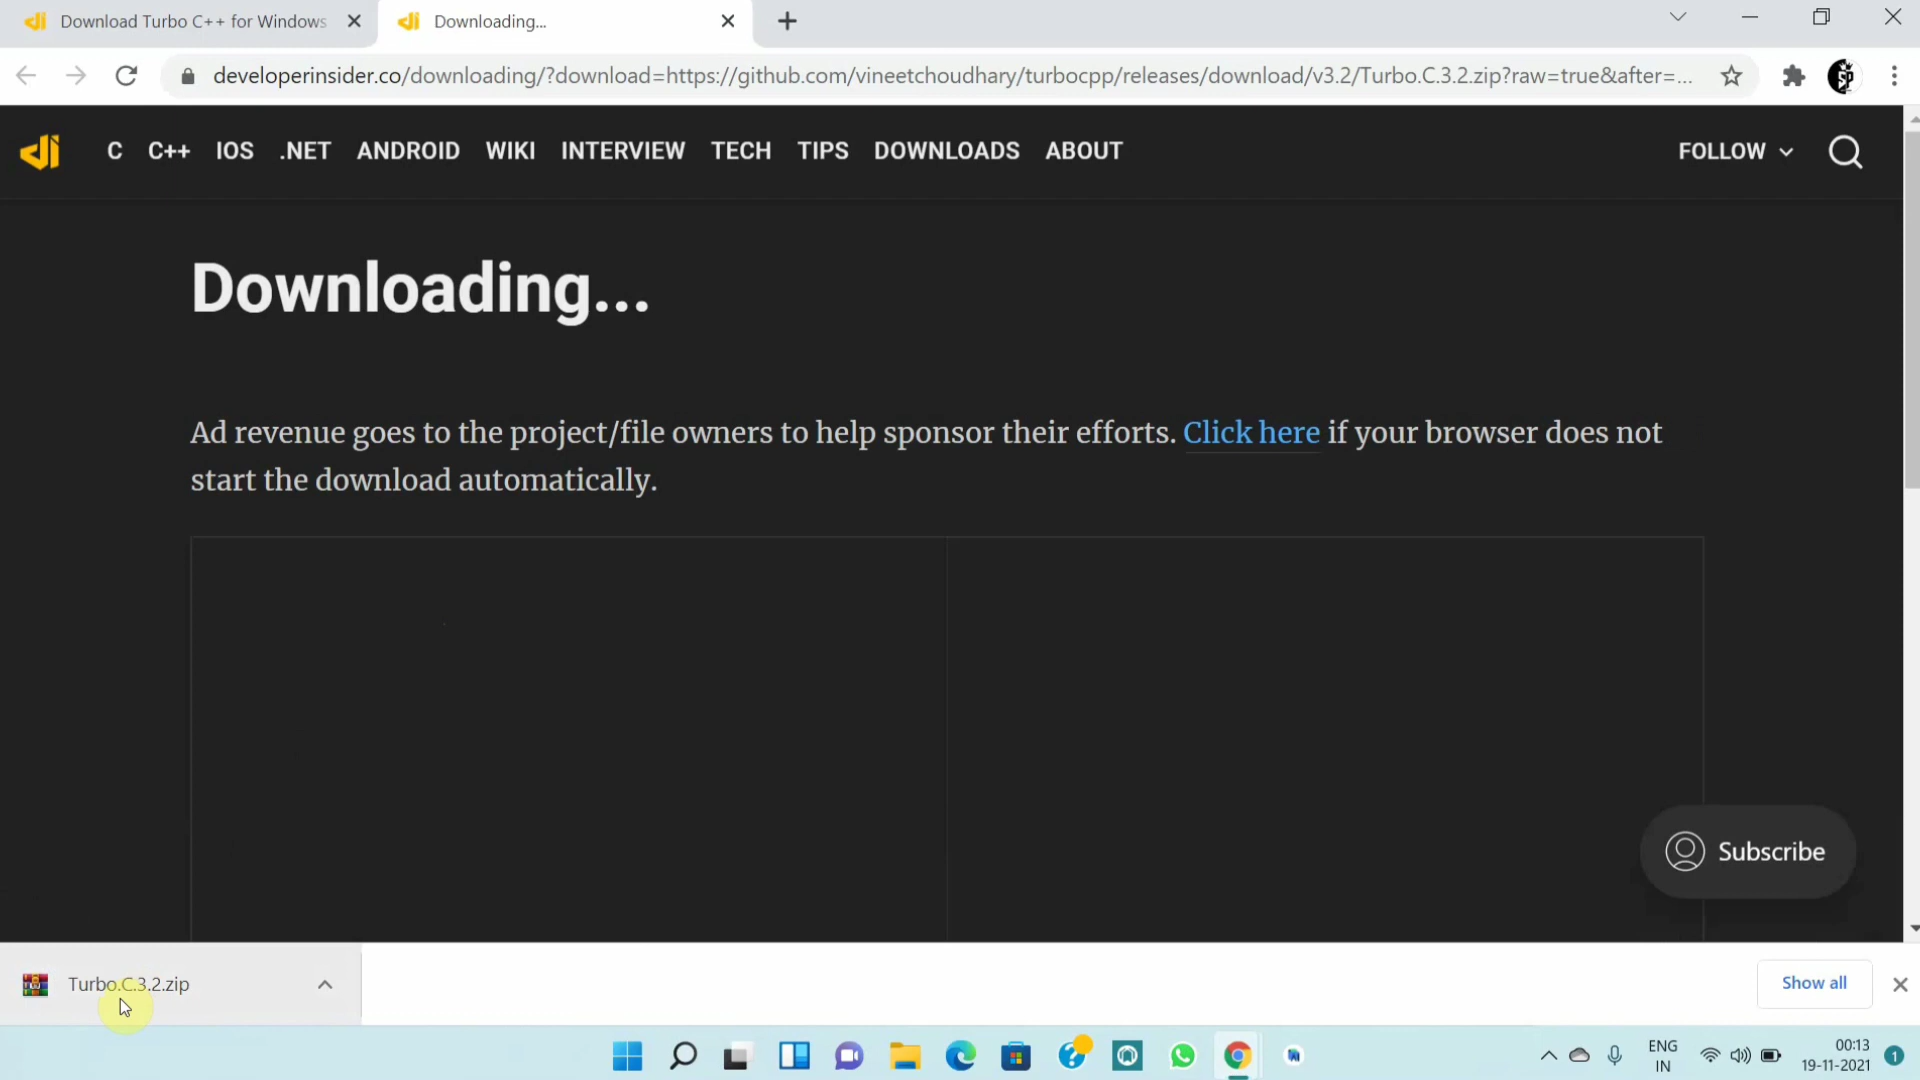 Download Turbo C++ for Windows
Downloading...
developerinsider.co/downloading/?download=https://github.com/vineetchoudhary/turbocpp/releases/download/v3.2/Turbo.C.3.2.zip?raw=true&after=...
C C++ IOS .NET ANDROID WIKI INTERVIEW TECH TIPS DOWNLOADS ABOUT FOLLOW
Downloading...
Ad revenue goes to the project/file owners to help sponsor their efforts. Click here if your browser does not
start the download automatically.
Subscribe
Turbo.C.3.2.zip
Show all
ENG
IN
00:13
19-11-2021
1